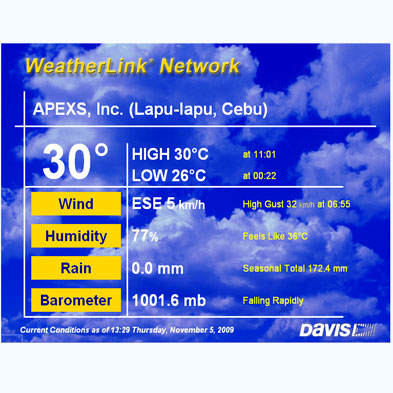 WeatherLink® Network
APEXS, Inc. (Lapu-lapu, Cebu)
30°
HIGH 30°C at 11:01
LOW 26°C at 00:22
Wind ESE 5 km/h High Gust 32 km/h at 06:55
Humidity 77% Feels Like 36°C
Rain 0.0 mm Seasonal Total 172.4 mm
Barometer 1001.6 mb Falling Rapidly
Current Conditions as of 13:29 Thursday, November 5, 2009 DAVIS